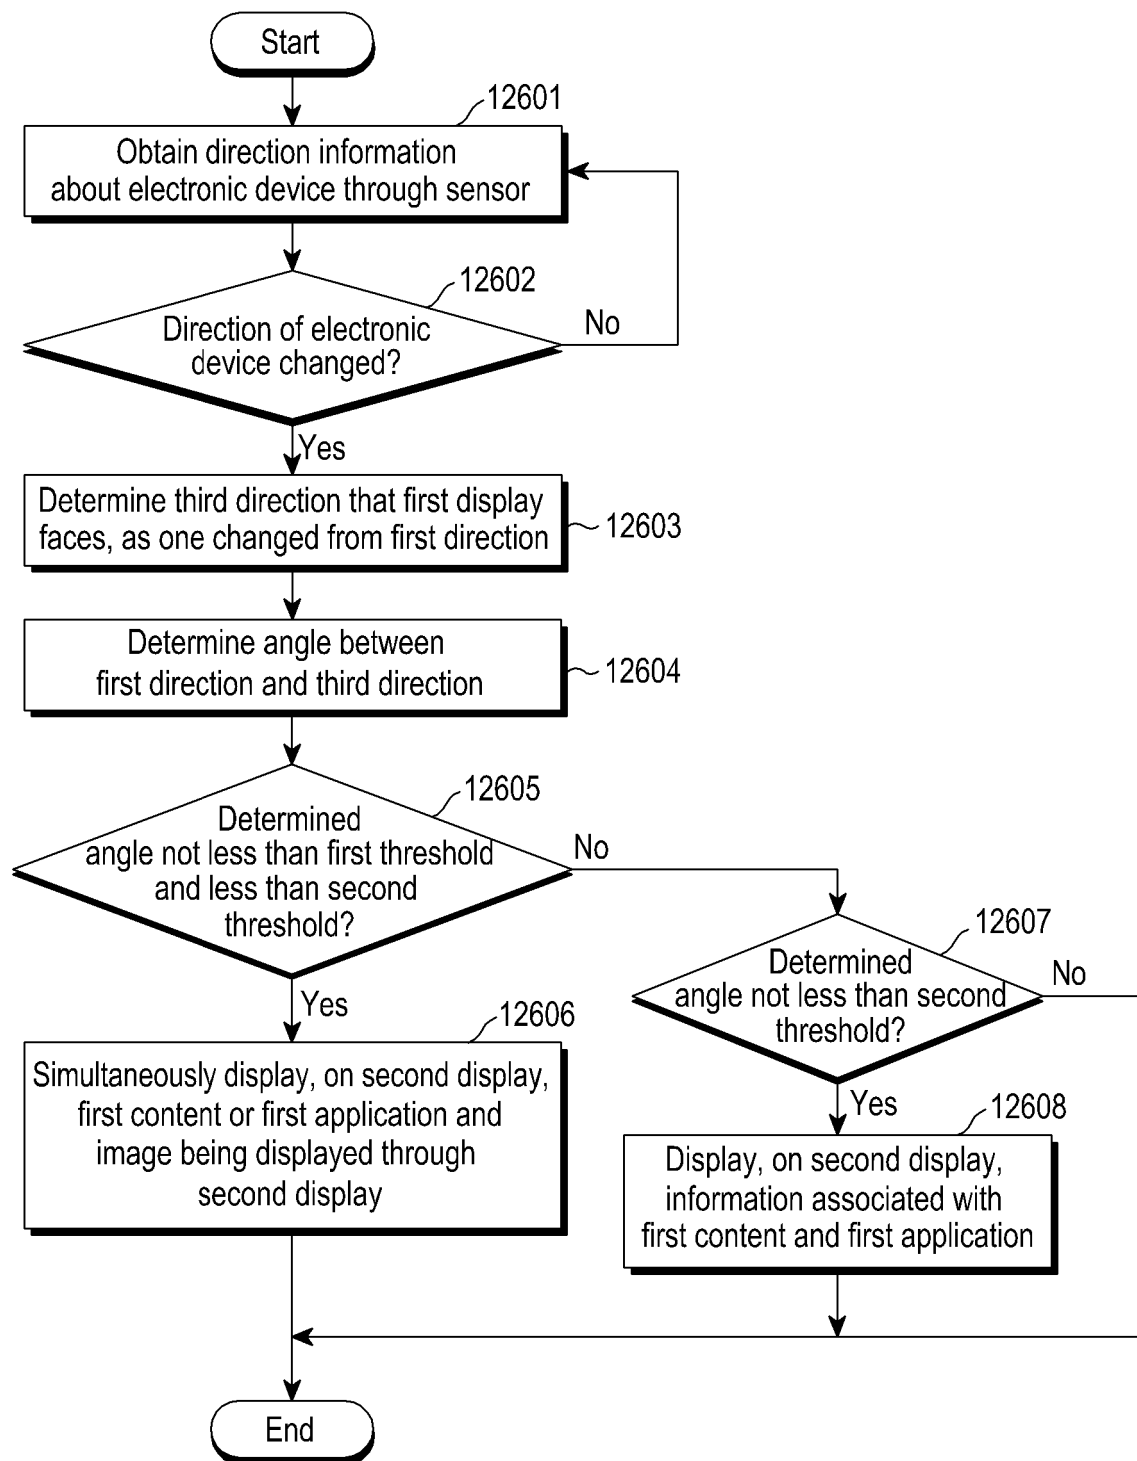 Start
12601
Obtain direction information
about electronic device through sensor
12602
Direction of electronic
device changed?
No
Yes
Determine third direction that first display
faces, as one changed from first direction
12603
Determine angle between
first direction and third direction
12604
12605
Determined
angle not less than first threshold
and less than second
threshold?
No
Yes
12607
Determined
angle not less than second
threshold?
No
Yes
12606
Simultaneously display, on second display,
first content or first application and
image being displayed through
second display
12608
Display, on second display,
information associated with
first content and first application
End